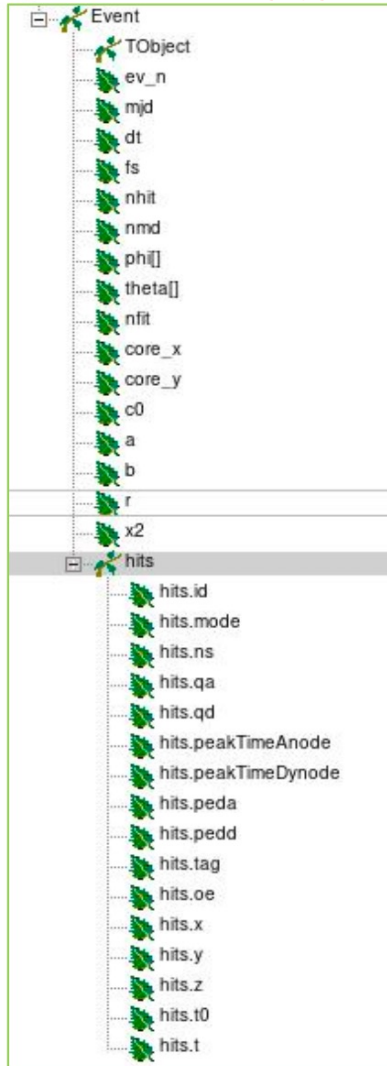 Event
TObject
ev_n
mjd
dt
fs
nhit
nmd
phi[]
theta[]
nfit
core_x
core_y
c0
a
b
r
x2
hits
hits.id
hits.mode
hits.ns
hits.qa
hits.qd
hits.peakTimeAnode
hits.peakTimeDynode
hits.peda
hits.pedd
hits.tag
hits.oe
hits.x
hits.y
hits.z
hits.t0
hits.t